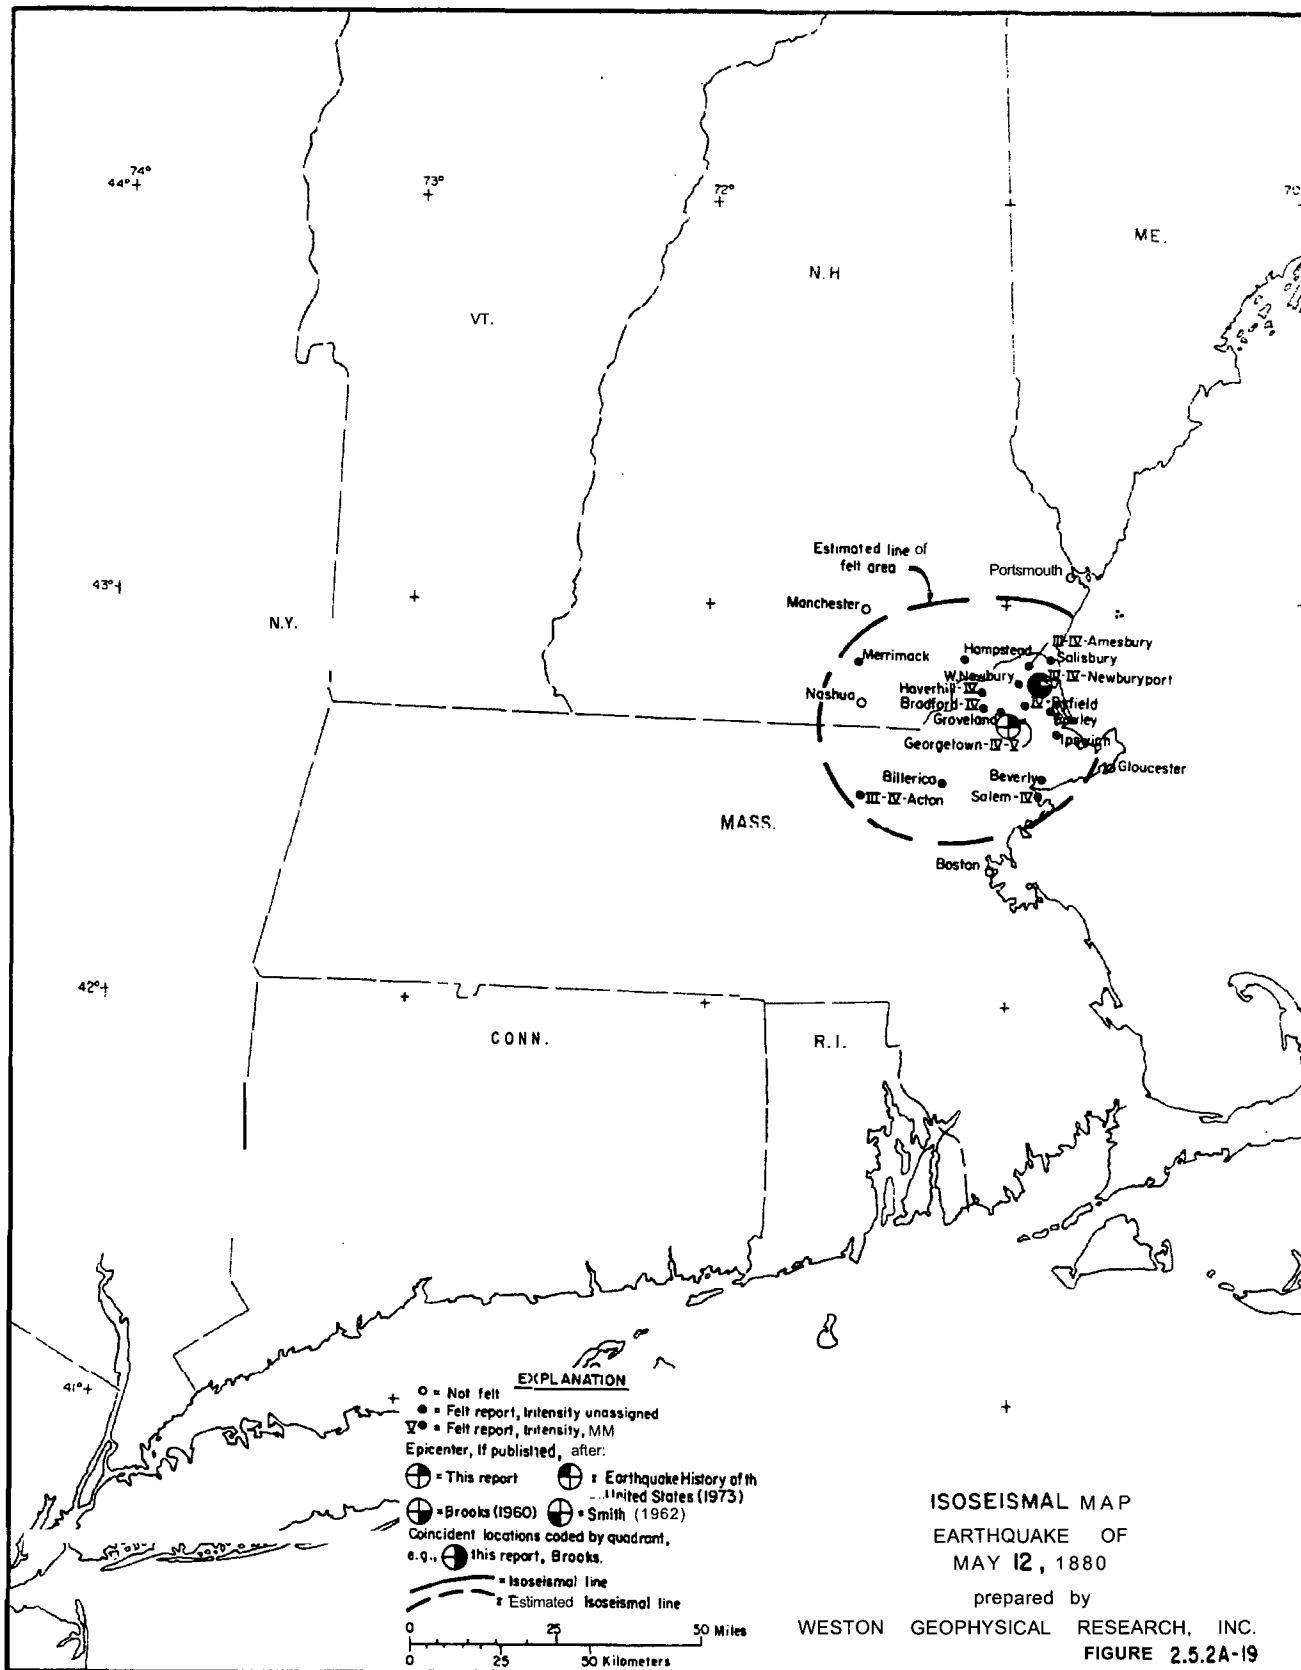 44° 74°
73°
72°
70
ME.
N.H
VT.
Estimated line of
felt area
Portsmouth
43°
Manchester
N.Y.
III-IV-Amesbury
Hampstead
Salisbury
Merrimack
W.Newbury
III-IV-Newburyport
Haverhill-IV
Nashua
Bradford-IV
IV-Byfield
Groveland
Rowley
Georgetown-IV-V
Ipswich
Gloucester
Billerica
Beverly
III-IV-Acton
Salem-IV
MASS.
Boston
42°
CONN.
R.I.
41°
EXPLANATION
o = Not felt
● = Felt report, Intensity unassigned
V● = Felt report, Intensity, MM
Epicenter, If published, after:
= This report
= Earthquake History of th
United States (1973)
= Brooks (1960)
= Smith (1962)
Coincident locations coded by quadrant,
e.g., this report, Brooks.
= Isoseismal line
= Estimated Isoseismal line
0 25 50 Miles
0 25 50 Kilometers
ISOSEISMAL MAP
EARTHQUAKE OF
MAY 12, 1880
prepared by
WESTON GEOPHYSICAL RESEARCH, INC.
FIGURE 2.5.2A-19